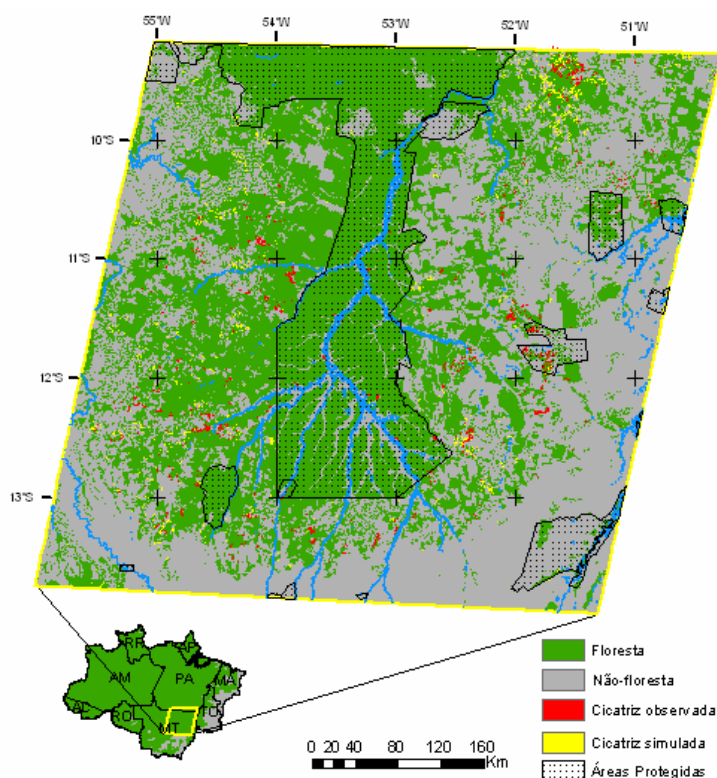 55°W 54°W 53°W 52°W 51°W
10°S
11°S
12°S
13°S
RR AP
AM PA MA
AC RO TO
MT
Floresta
Não-floresta
Cicatriz observada
Cicatriz simulada
Áreas Protegidas
0 20 40 80 120 160
Km